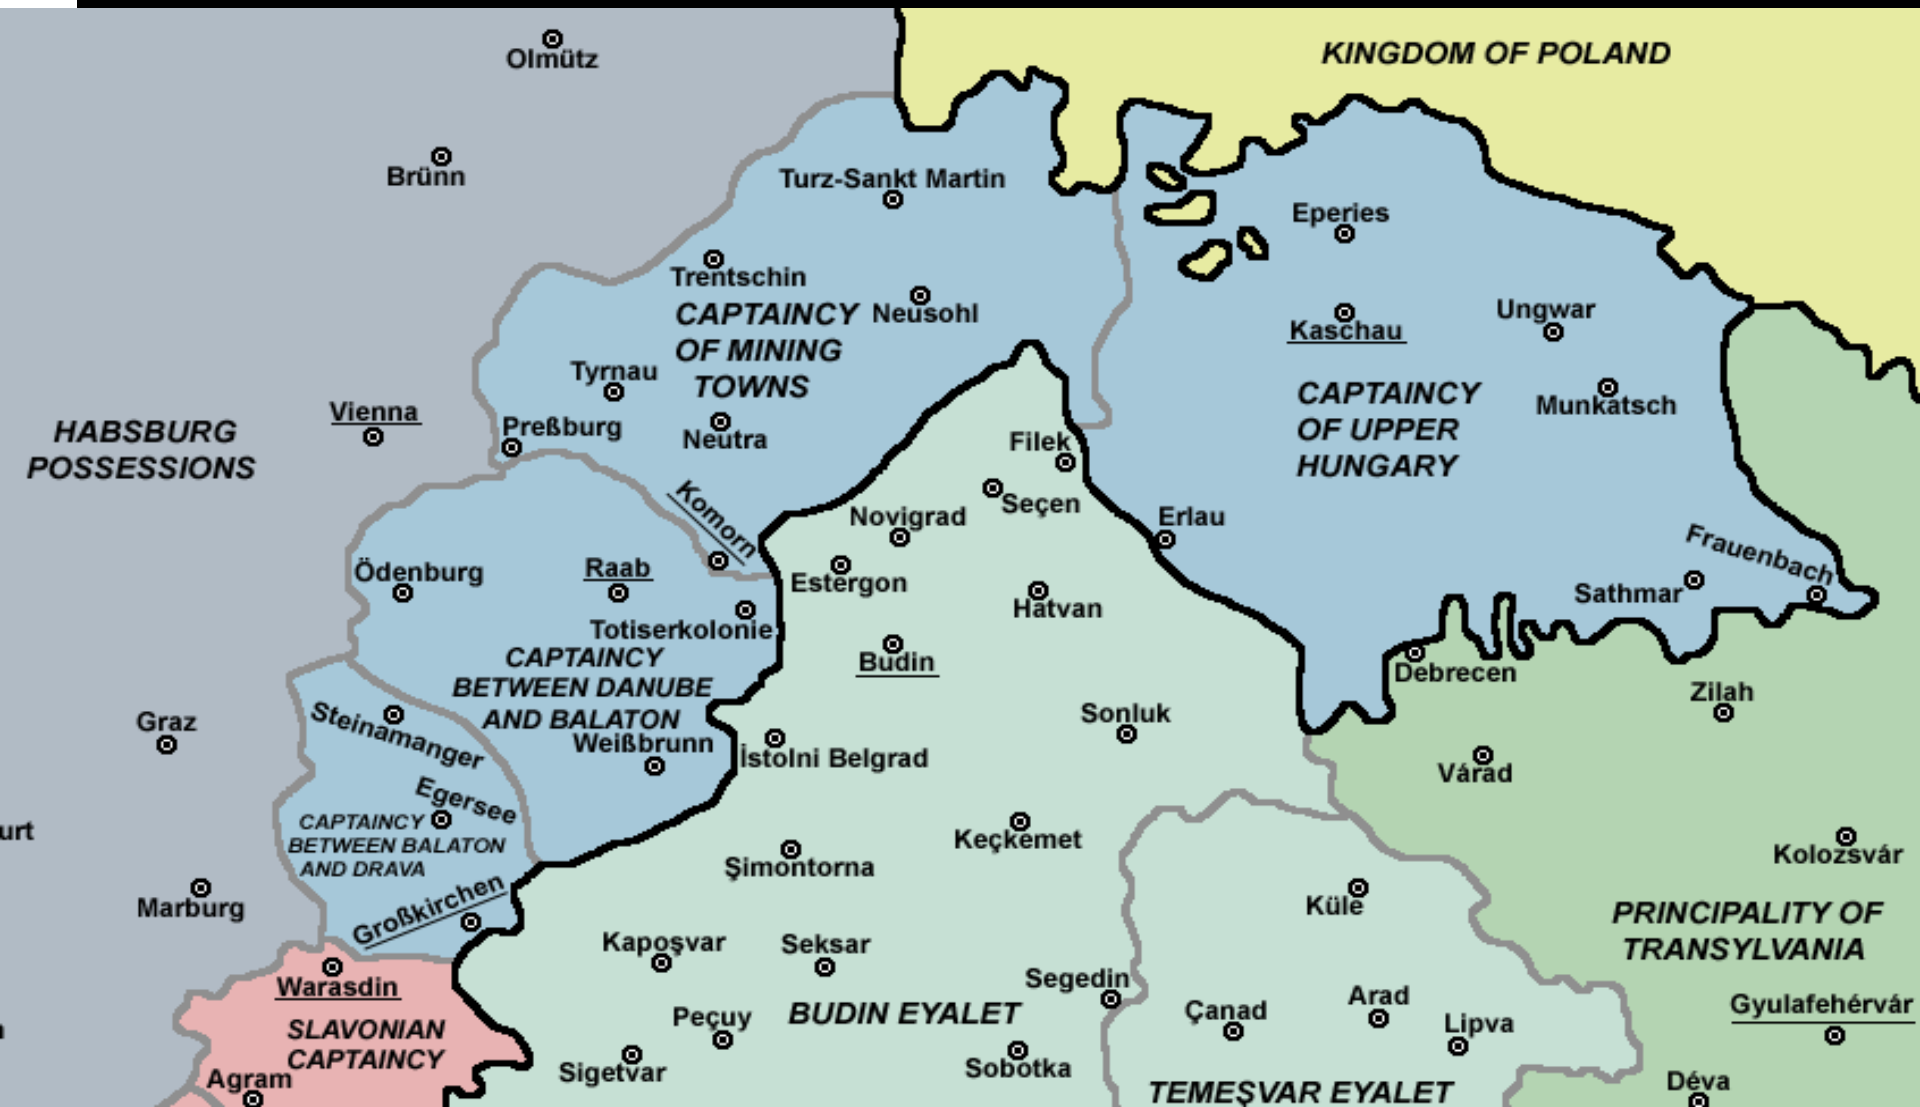 Olmütz
KINGDOM OF POLAND
Brünn
Turz-Sankt Martin
Eperies
Trentschin
CAPTAINCY
OF MINING
TOWNS
Neusohl
Kaschau
Ungwar
Tyrnau
Munkatsch
CAPTAINCY
OF UPPER
HUNGARY
Vienna
Preßburg
Neutra
HABSBURG
POSSESSIONS
Filek
Seçen
Komorn
Novigrad
Erlau
Frauenbach
Ödenburg
Raab
Estergon
Hatvan
Sathmar
Totiserkolonie
CAPTAINCY
BETWEEN DANUBE
AND BALATON
Budin
Debrecen
Zilah
Graz
Steinamanger
Weißbrunn
İstolni Belgrad
Sonluk
Várad
Egersee
CAPTAINCY
BETWEEN BALATON
AND DRAVA
urt
Keçkemet
Şimontorna
Kolozsvár
Marburg
Großkirchen
Küle
PRINCIPALITY OF
TRANSYLVANIA
Kapoşvar
Seksar
Warasdin
Segedin
SLAVONIAN
CAPTAINCY
Peçuy
BUDIN EYALET
Çanad
Arad
Lipva
Gyulafehérvár
Agram
Sigetvar
Sobotka
TEMEŞVAR EYALET
Déva